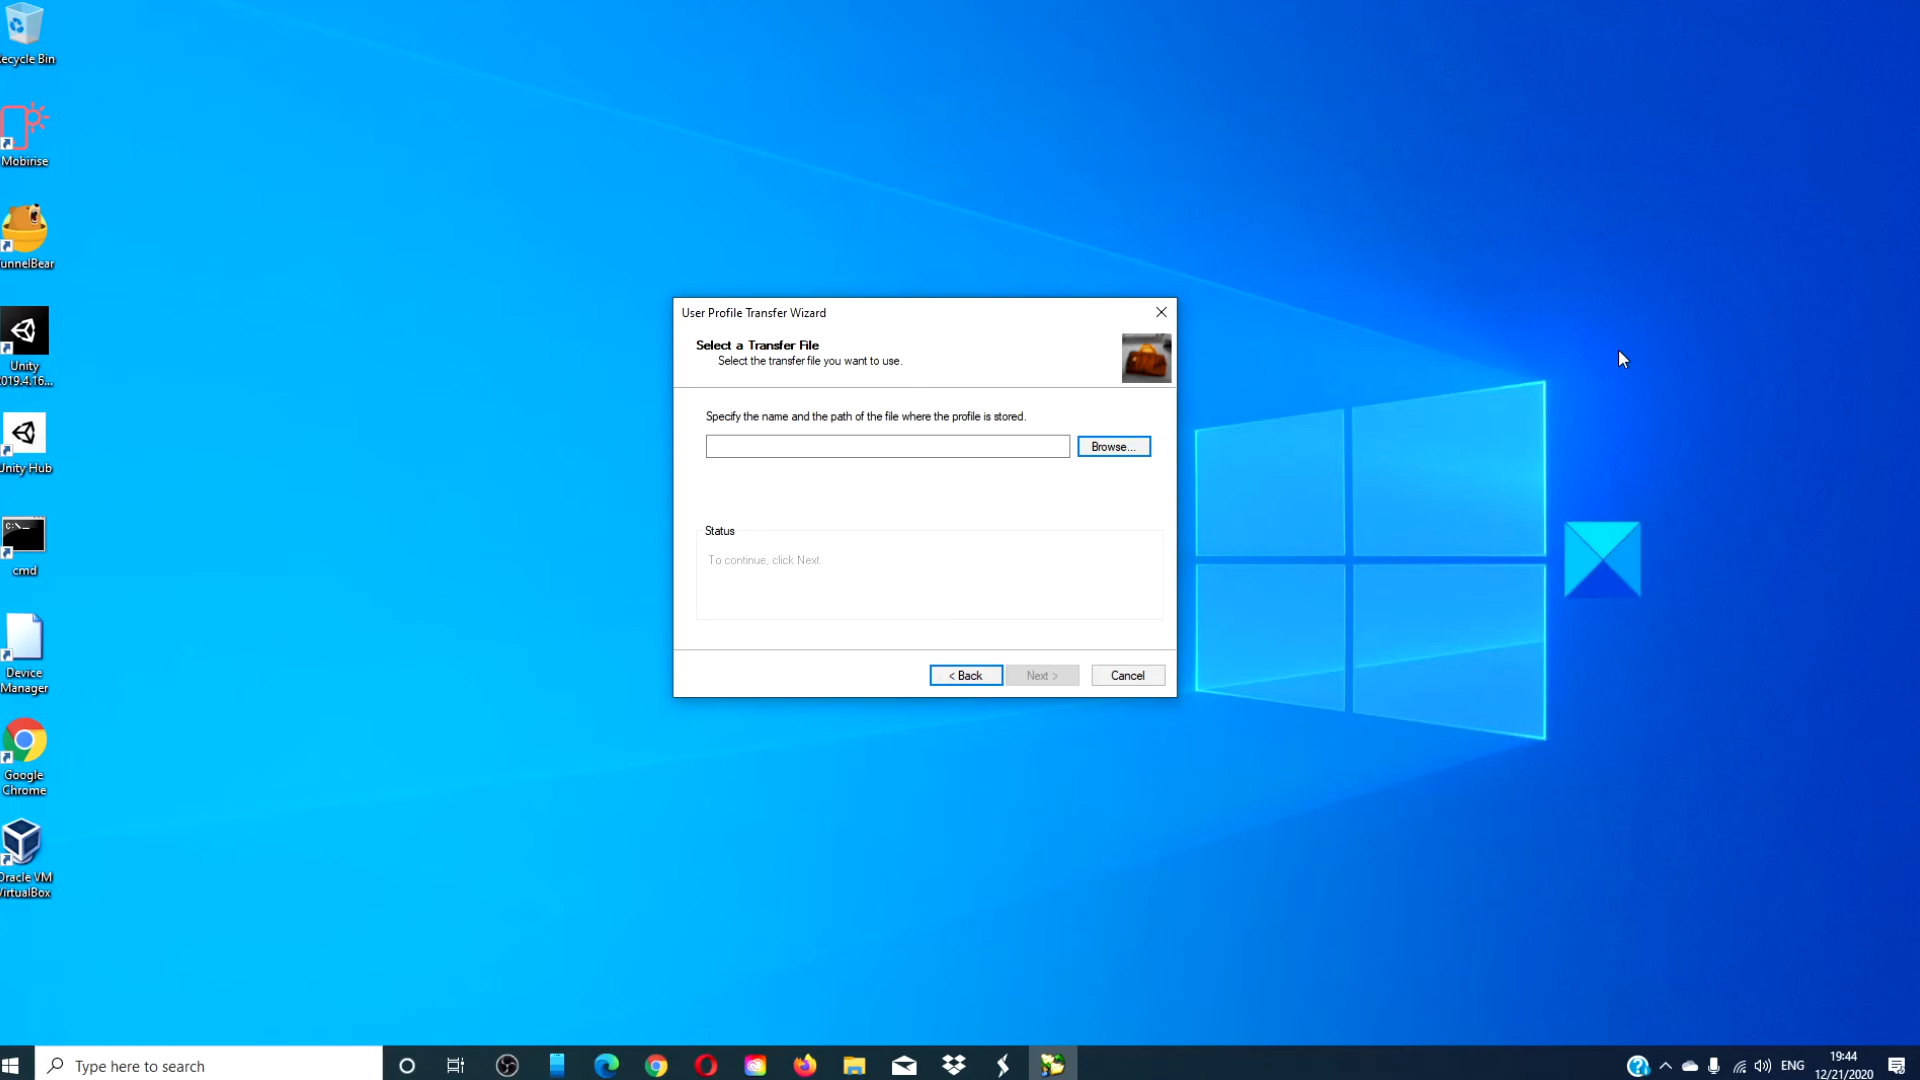 ecycle Bin
Mobirise
unnelBear
Unity
2019.4.16...
Unity Hub
C:\_
cmd
Device
Manager
Google
Chrome
Oracle VM
VirtualBox
User Profile Transfer Wizard
Select a Transfer File
Select the transfer file you want to use.
Specify the name and the path of the file where the profile is stored.
Browse...
Status
To continue, click Next.
< Back
Next >
Cancel
Type here to search
ENG
19:44
12/21/2020